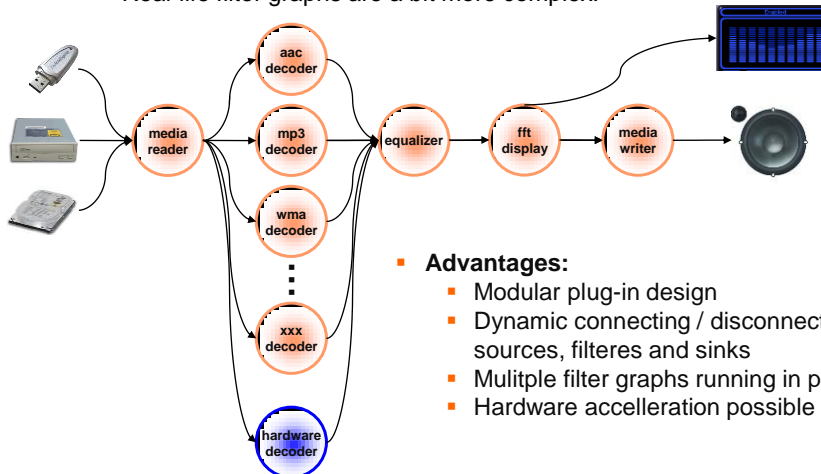 Real life filter graphs are a bit more complex:
Enabled
aac
decoder
media
reader
mp3
decoder
equalizer
fft
display
media
writer
wma
decoder
xxx
decoder
hardware
decoder
Advantages:
Modular plug-in design
Dynamic connecting / disconnect
sources, filteres and sinks
Mulitple filter graphs running in p
Hardware accelleration possible